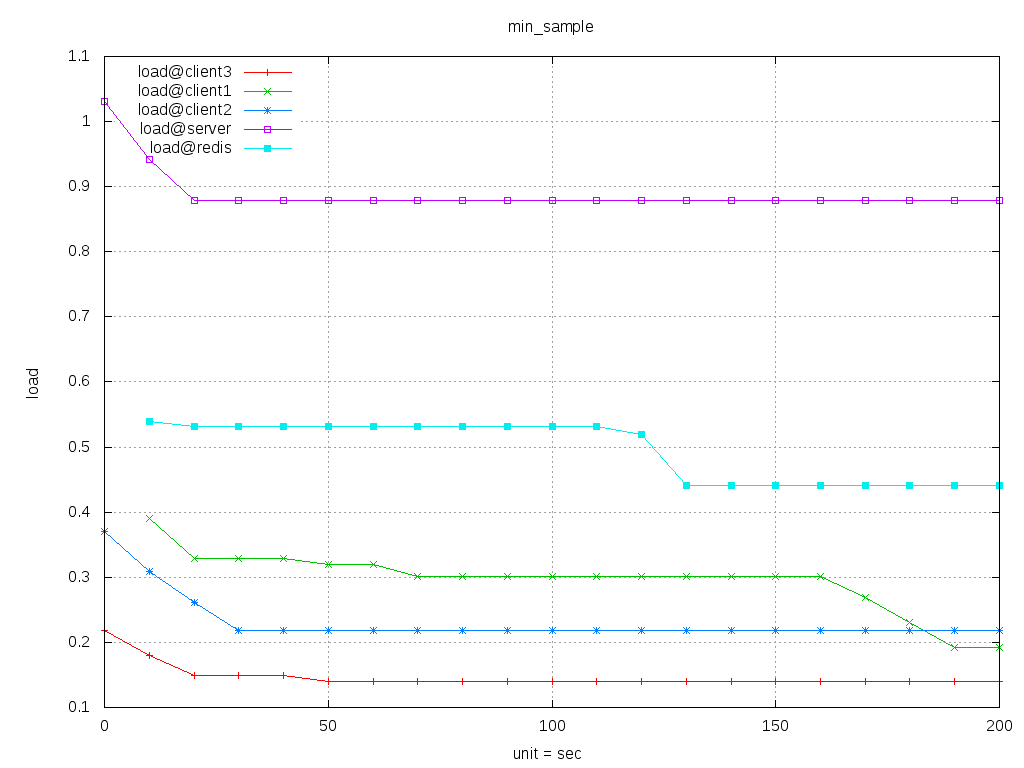 min_sample
1.1
1
0.9
0.8
0.7
0.6
0.5
0.4
0.3
0.2
0.1
load
load@client3
load@client1
load@client2
load@server
load@redis
0 50 100 150 200
unit = sec